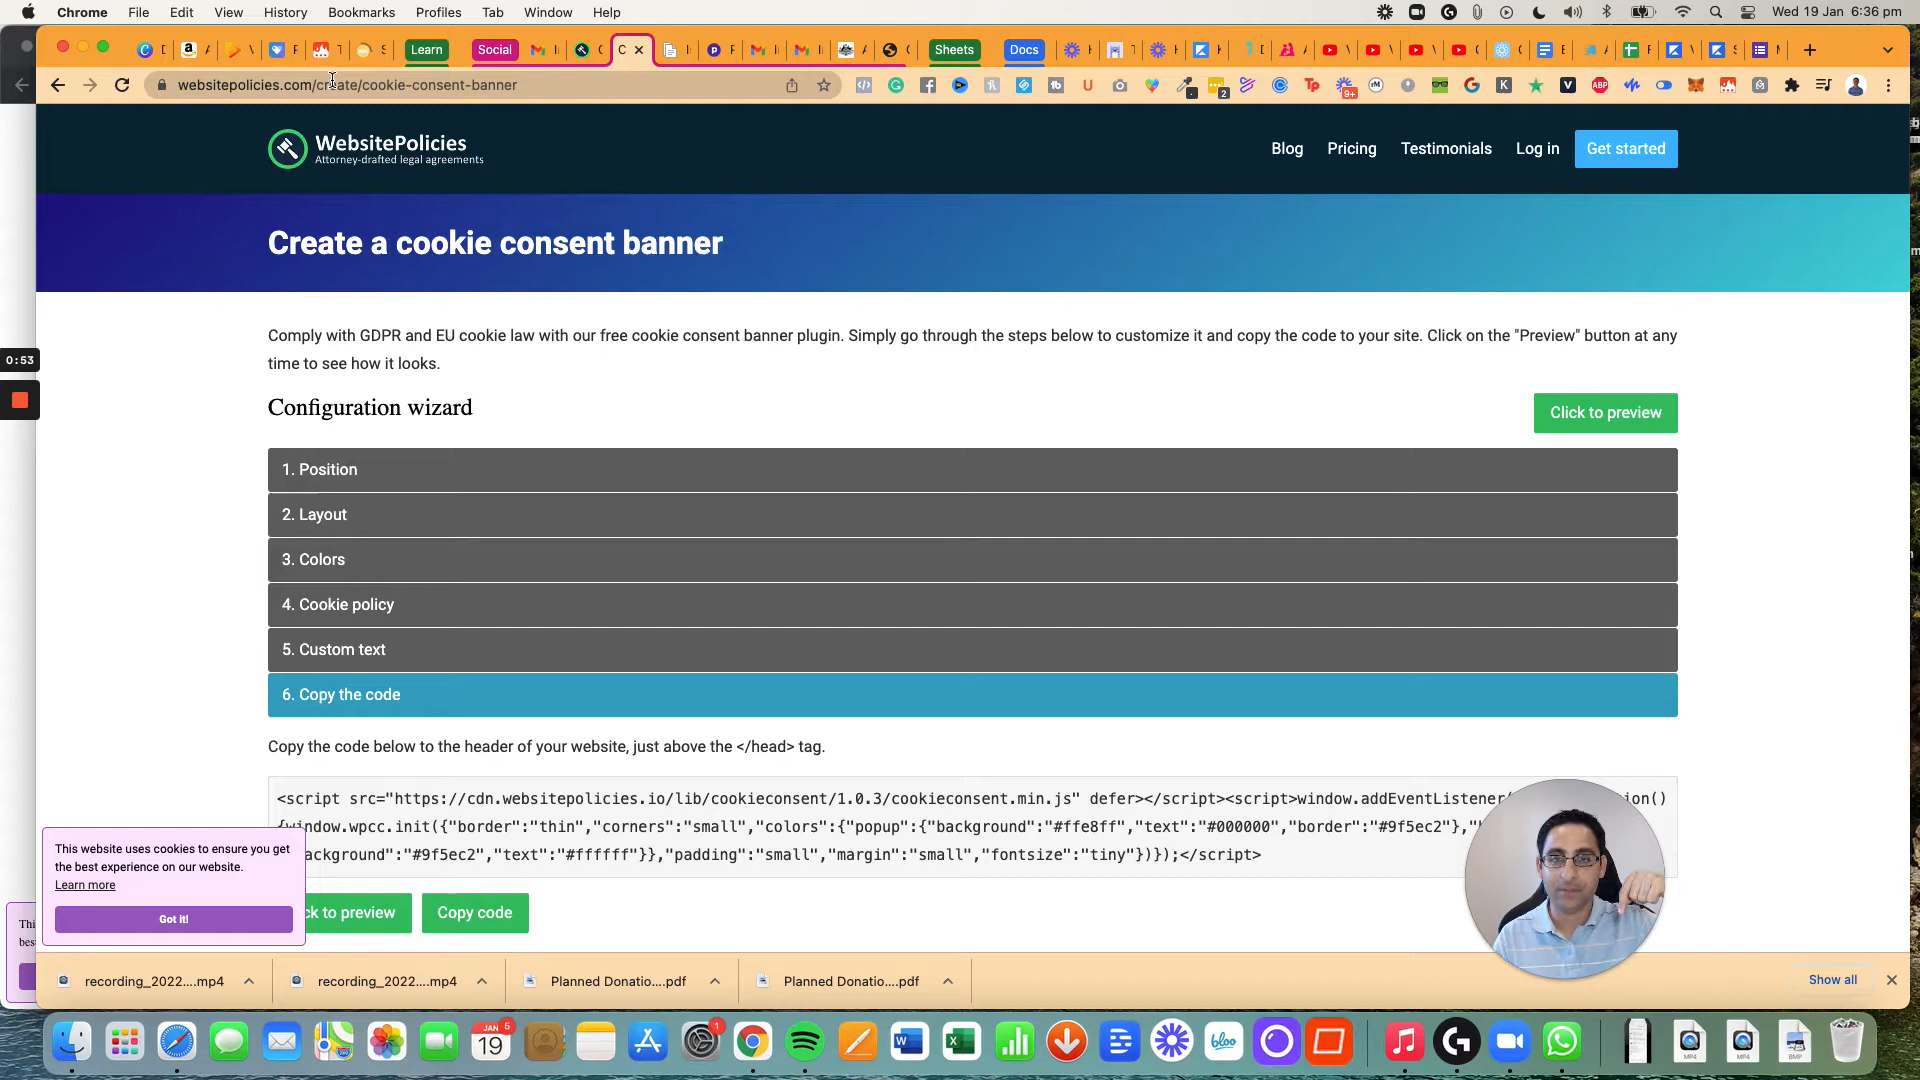 Chrome File Edit View History Bookmarks Profiles Tab Window Help Wed 19 Jan 6:36 pm
Learn Social Sheets Docs
websitepolicies.com/create/cookie-consent-banner
WebsitePolicies
Attorney-drafted legal agreements
Blog Pricing Testimonials Log in Get started
Create a cookie consent banner
Comply with GDPR and EU cookie law with our free cookie consent banner plugin. Simply go through the steps below to customize it and copy the code to your site. Click on the "Preview" button at any
time to see how it looks.
0:53
Configuration wizard
Click to preview
1. Position
2. Layout
3. Colors
4. Cookie policy
5. Custom text
6. Copy the code
Copy the code below to the header of your website, just above the </head> tag.
<script src="https://cdn.websitepolicies.io/lib/cookieconsent/1.0.3/cookieconsent.min.js" defer></script><script>window.addEventListener(
{window.wpcc.init({"border":"thin","corners":"small","colors":{"popup":{"background":"#ffe8ff","text":"#000000","border":"#9f5ec2"},
background":"#9f5ec2","text":"#ffffff"}},"padding":"small","margin":"small","fontsize":"tiny"})});</script>
This website uses cookies to ensure you get
the best experience on our website.
Learn more
Got it!
to preview
Copy code
recording_2022....mp4 recording_2022....mp4 Planned Donatio....pdf Planned Donatio....pdf Show all
JAN
19
bloo